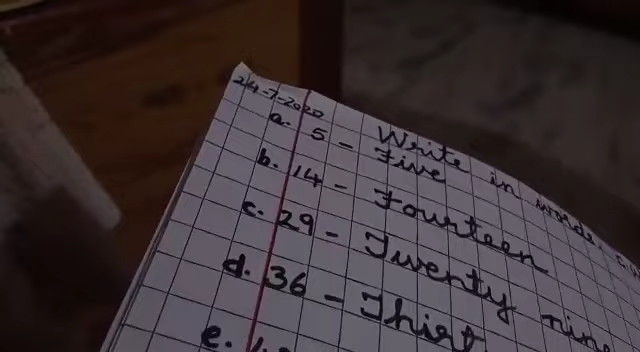 24-7-2020
Write in words.
a. 5 - Five
b. 14 - Fourteen
c. 29 - Twenty nine
d. 36 - Thirt
e.